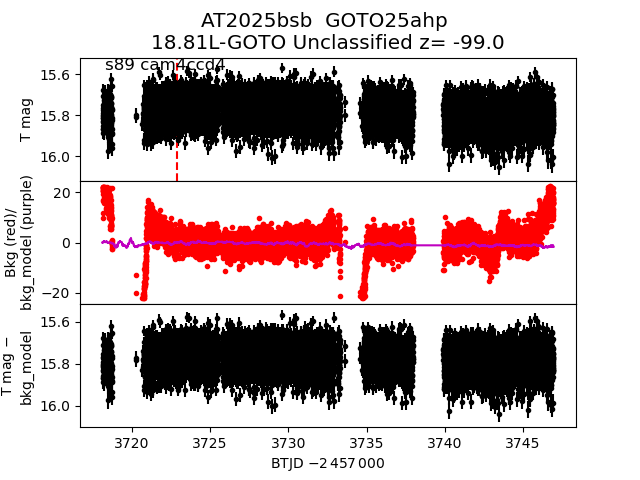 AT2025bsb  GOTO25ahp
18.81L-GOTO Unclassified z= -99.0
s89 cam4ccd4
T mag
15.6
15.8
16.0
Bkg (red)/
bkg_model (purple)
20
0
−20
T mag −
bkg_model
15.6
15.8
16.0
3720 3725 3730 3735 3740 3745
BTJD −2 457 000